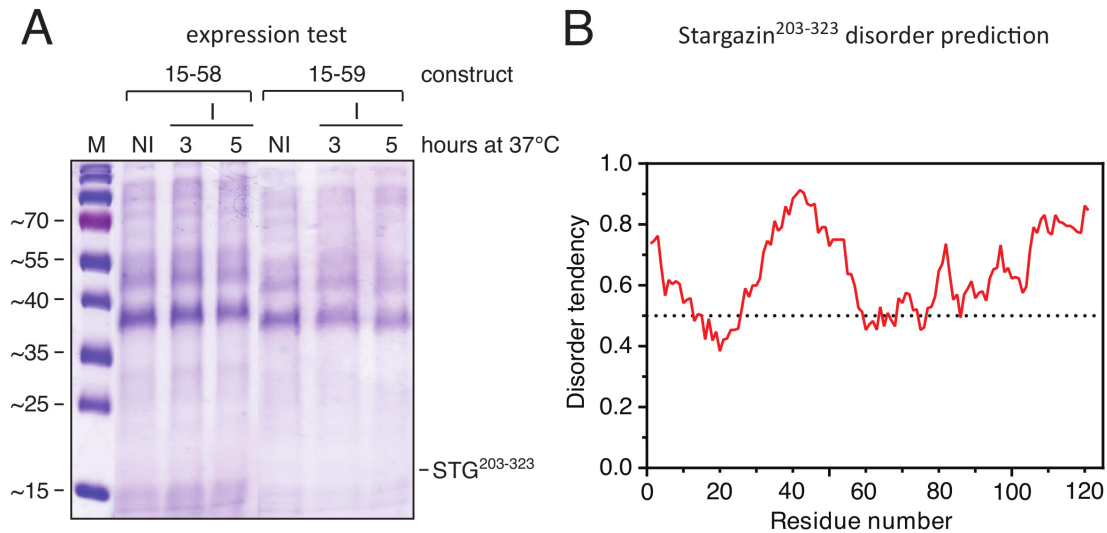 A
expression test
15-58 15-59 construct
I I
M NI 3 5 NI 3 5 hours at 37°C
~70
~55
~40
~35
~25
STG203-323
~15
B
Stargazin203-323 disorder prediction
Disorder tendency
1.0
0.8
0.6
0.4
0.2
0.0
0 20 40 60 80 100 120
Residue number